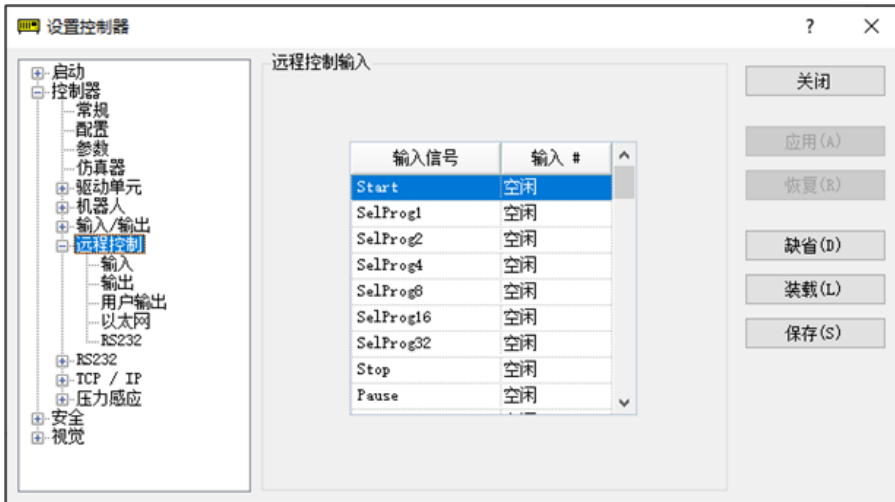 设置控制器
?
启动
控制器
常规
配置
参数
仿真器
驱动单元
机器人
输入/输出
远程控制
输入
输出
用户输出
以太网
RS232
RS232
TCP / IP
压力感应
安全
视觉
远程控制输入
输入信号 输入 #
Start 空闲
SelProg1 空闲
SelProg2 空闲
SelProg4 空闲
SelProg8 空闲
SelProg16 空闲
SelProg32 空闲
Stop 空闲
Pause 空闲
关闭
应用(A)
恢复(R)
缺省(D)
装载(L)
保存(S)